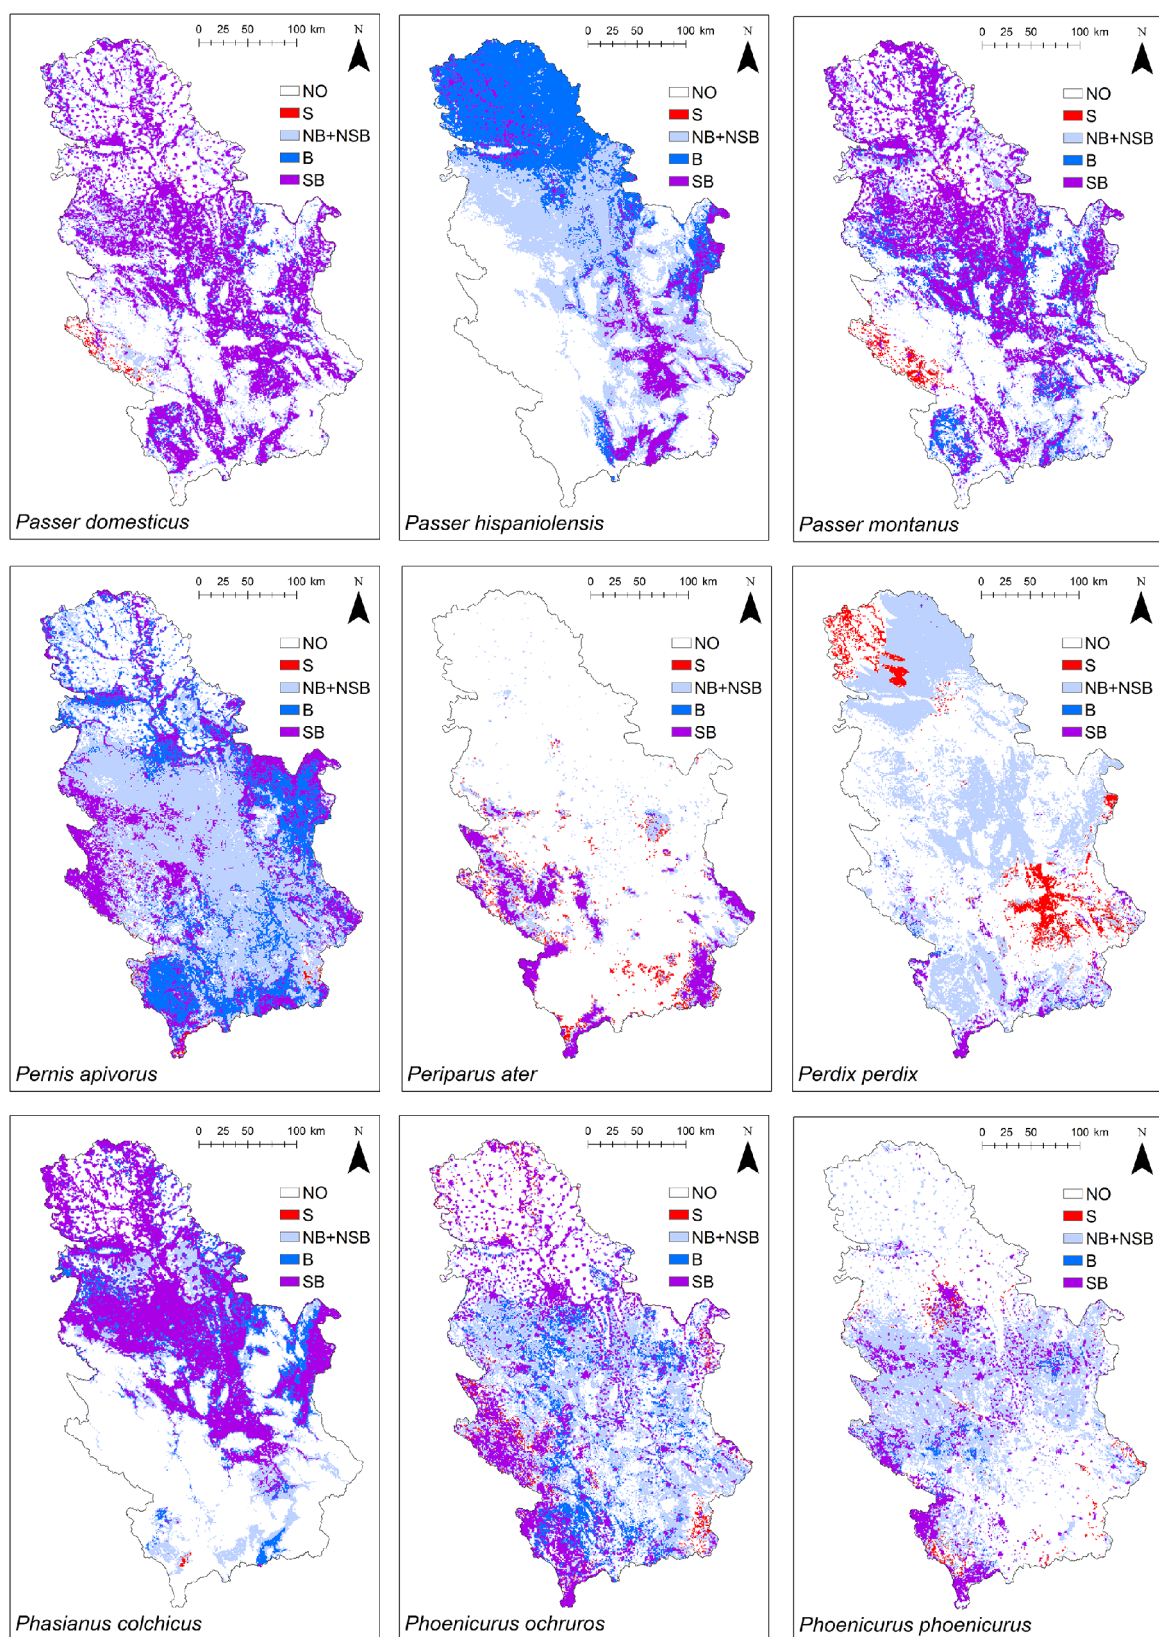 0 25 50 100 km N
NO
S
NB+NSB
B
SB
Passer domesticus
0 25 50 100 km N
NO
S
NB+NSB
B
SB
Passer hispaniolensis
0 25 50 100 km N
NO
S
NB+NSB
B
SB
Passer montanus
0 25 50 100 km N
NO
S
NB+NSB
B
SB
Pernis apivorus
0 25 50 100 km N
NO
S
NB+NSB
B
SB
Periparus ater
0 25 50 100 km N
NO
S
NB+NSB
B
SB
Perdix perdix
0 25 50 100 km N
NO
S
NB+NSB
B
SB
Phasianus colchicus
0 25 50 100 km N
NO
S
NB+NSB
B
SB
Phoenicurus ochruros
0 25 50 100 km N
NO
S
NB+NSB
B
SB
Phoenicurus phoenicurus